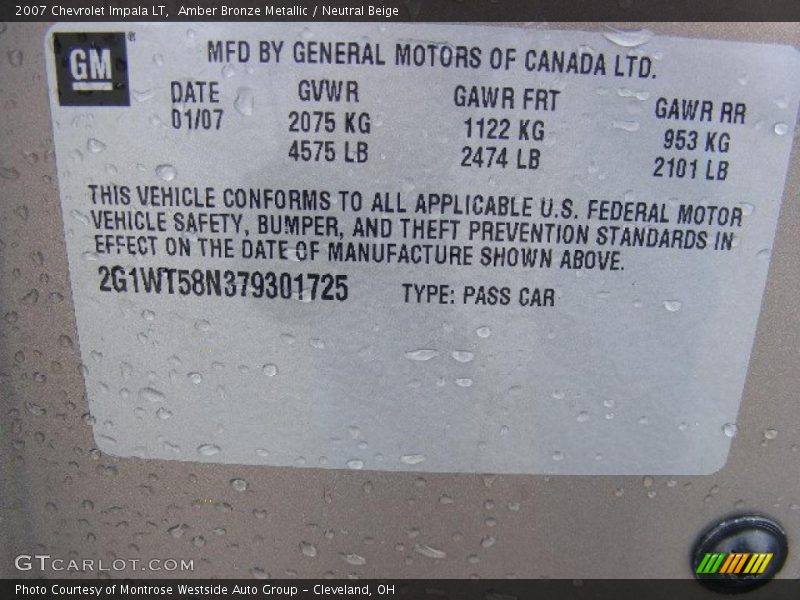 2007 Chevrolet Impala LT, Amber Bronze Metallic / Neutral Beige
GM®
MFD BY GENERAL MOTORS OF CANADA LTD.
DATE GVWR GAWR FRT GAWR RR
01/07 2075 KG 1122 KG 953 KG
4575 LB 2474 LB 2101 LB
THIS VEHICLE CONFORMS TO ALL APPLICABLE U.S. FEDERAL MOTOR
VEHICLE SAFETY, BUMPER, AND THEFT PREVENTION STANDARDS IN
EFFECT ON THE DATE OF MANUFACTURE SHOWN ABOVE.
2G1WT58N379301725 TYPE: PASS CAR
GTCARLOT.COM
Photo Courtesy of Montrose Westside Auto Group - Cleveland, OH